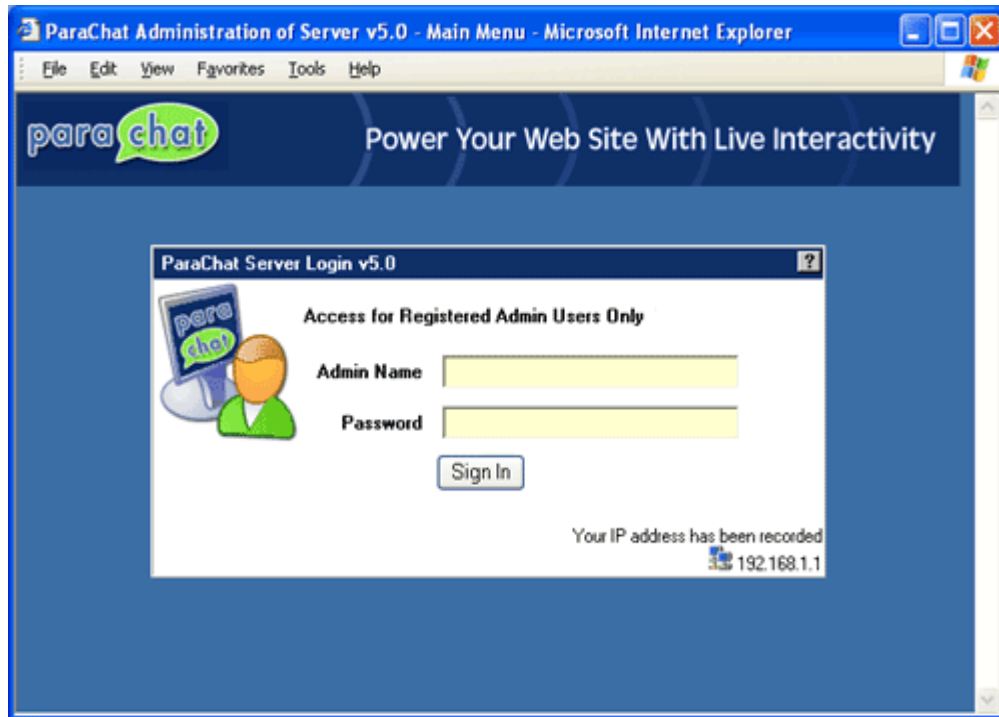 ParaChat Administration of Server v5.0 - Main Menu - Microsoft Internet Explorer
File Edit View Favorites Tools Help
para chat Power Your Web Site With Live Interactivity
ParaChat Server Login v5.0 ?
para
chat
Access for Registered Admin Users Only
Admin Name
Password
Sign In
Your IP address has been recorded
192.168.1.1